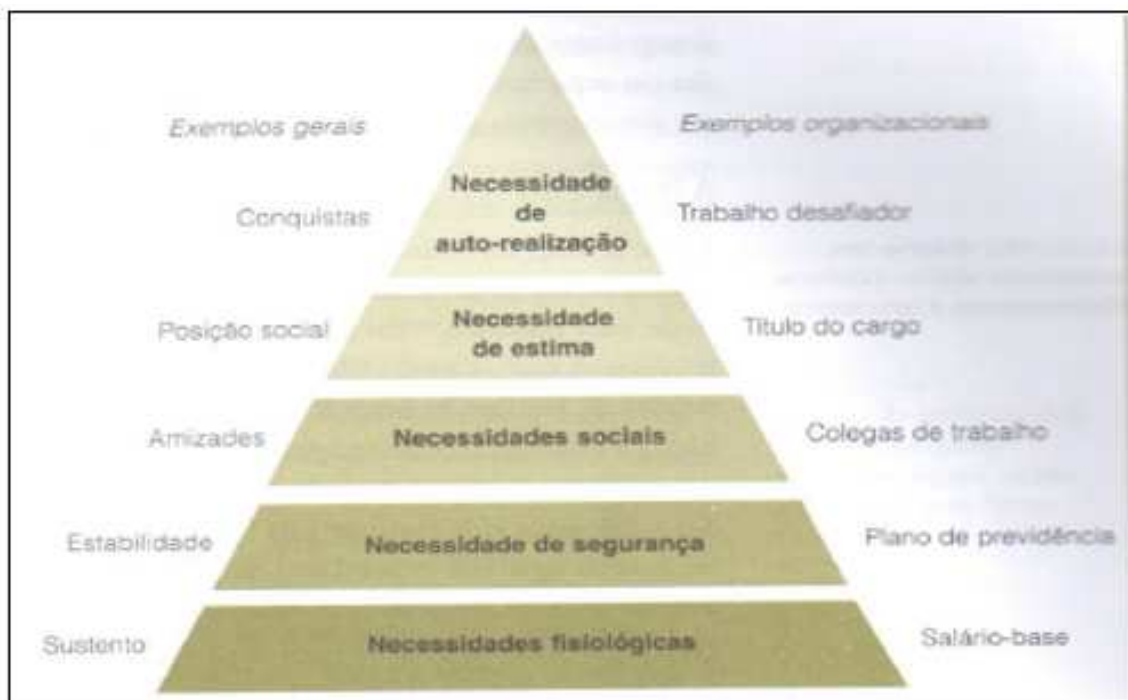 Exemplos gerais
Exemplos organizacionais
Necessidade
de
auto-realização
Conquistas
Trabalho desafiador
Necessidade
de estima
Posição social
Título do cargo
Necessidades sociais
Amizades
Colegas de trabalho
Necessidade de segurança
Estabilidade
Plano de previdência
Necessidades fisiológicas
Sustento
Salário-base